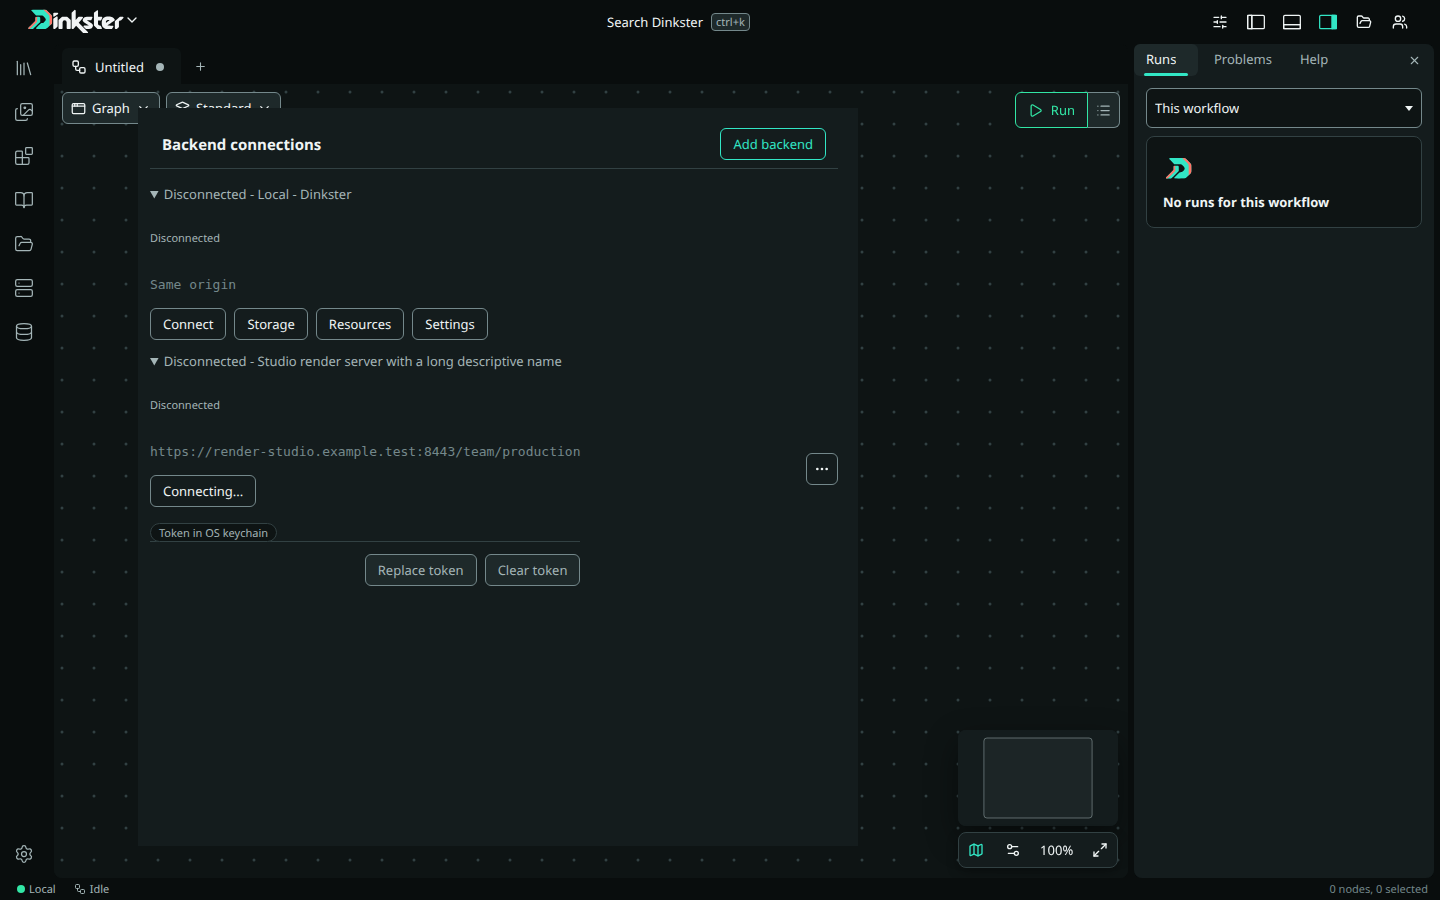 Dinkster
Search Dinkster ctrl+k
Untitled
Graph
Standard
Run
Backend connections
Add backend
Disconnected - Local - Dinkster
Disconnected
Same origin
Connect Storage Resources Settings
Disconnected - Studio render server with a long descriptive name
Disconnected
https://render-studio.example.test:8443/team/production
Connecting...
Token in OS keychain
Replace token Clear token
100%
Runs Problems Help
This workflow
No runs for this workflow
Local Idle
0 nodes, 0 selected